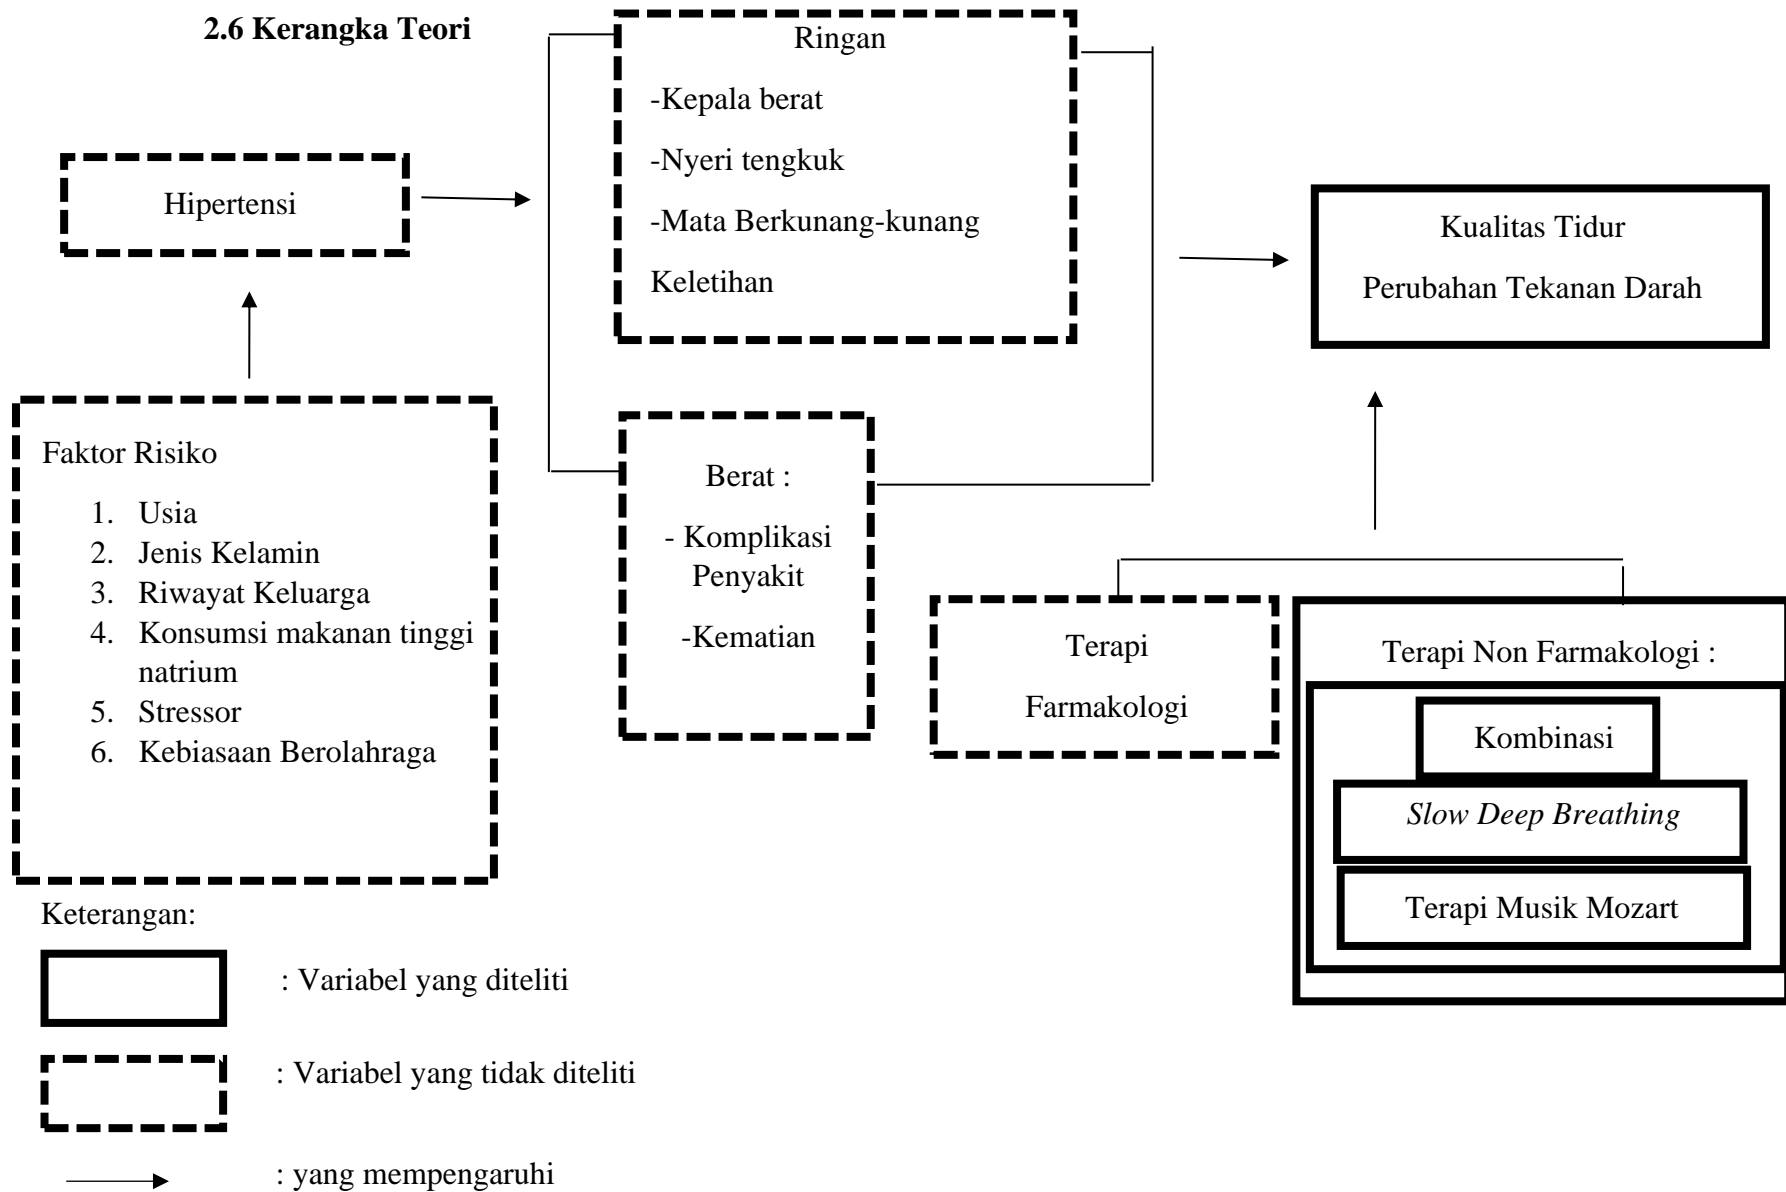 2.6 Kerangka Teori
Ringan
-Kepala berat
-Nyeri tengkuk
-Mata Berkunang-kunang
Keletihan
Hipertensi
Kualitas Tidur
Perubahan Tekanan Darah
Faktor Risiko
1. Usia
2. Jenis Kelamin
3. Riwayat Keluarga
4. Konsumsi makanan tinggi
natrium
5. Stressor
6. Kebiasaan Berolahraga
Berat :
- Komplikasi
Penyakit
-Kematian
Terapi
Farmakologi
Terapi Non Farmakologi :
Kombinasi
Slow Deep Breathing
Terapi Musik Mozart
Keterangan:
: Variabel yang diteliti
: Variabel yang tidak diteliti
: yang mempengaruhi